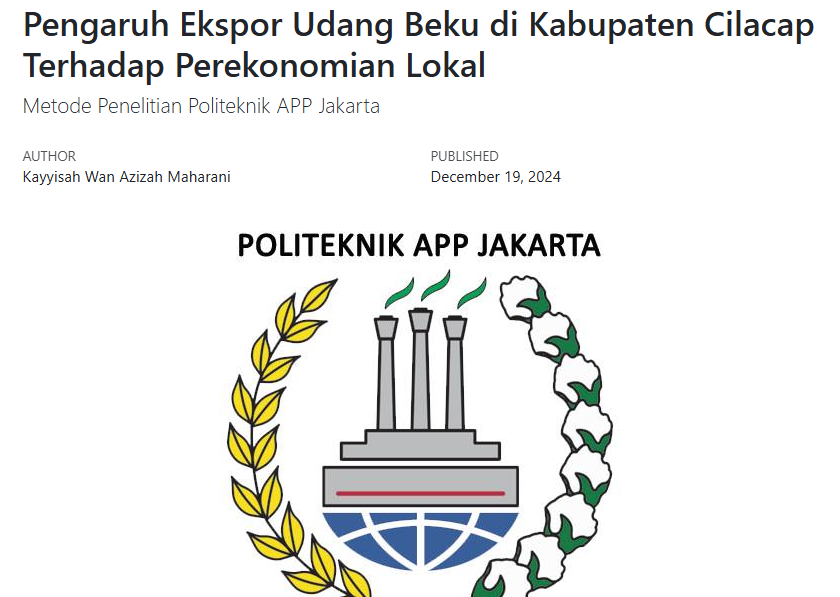 Pengaruh Ekspor Udang Beku di Kabupaten Cilacap
Terhadap Perekonomian Lokal
Metode Penelitian Politeknik APP Jakarta
AUTHOR
Kayyisah Wan Azizah Maharani
PUBLISHED
December 19, 2024
POLITEKNIK APP JAKARTA